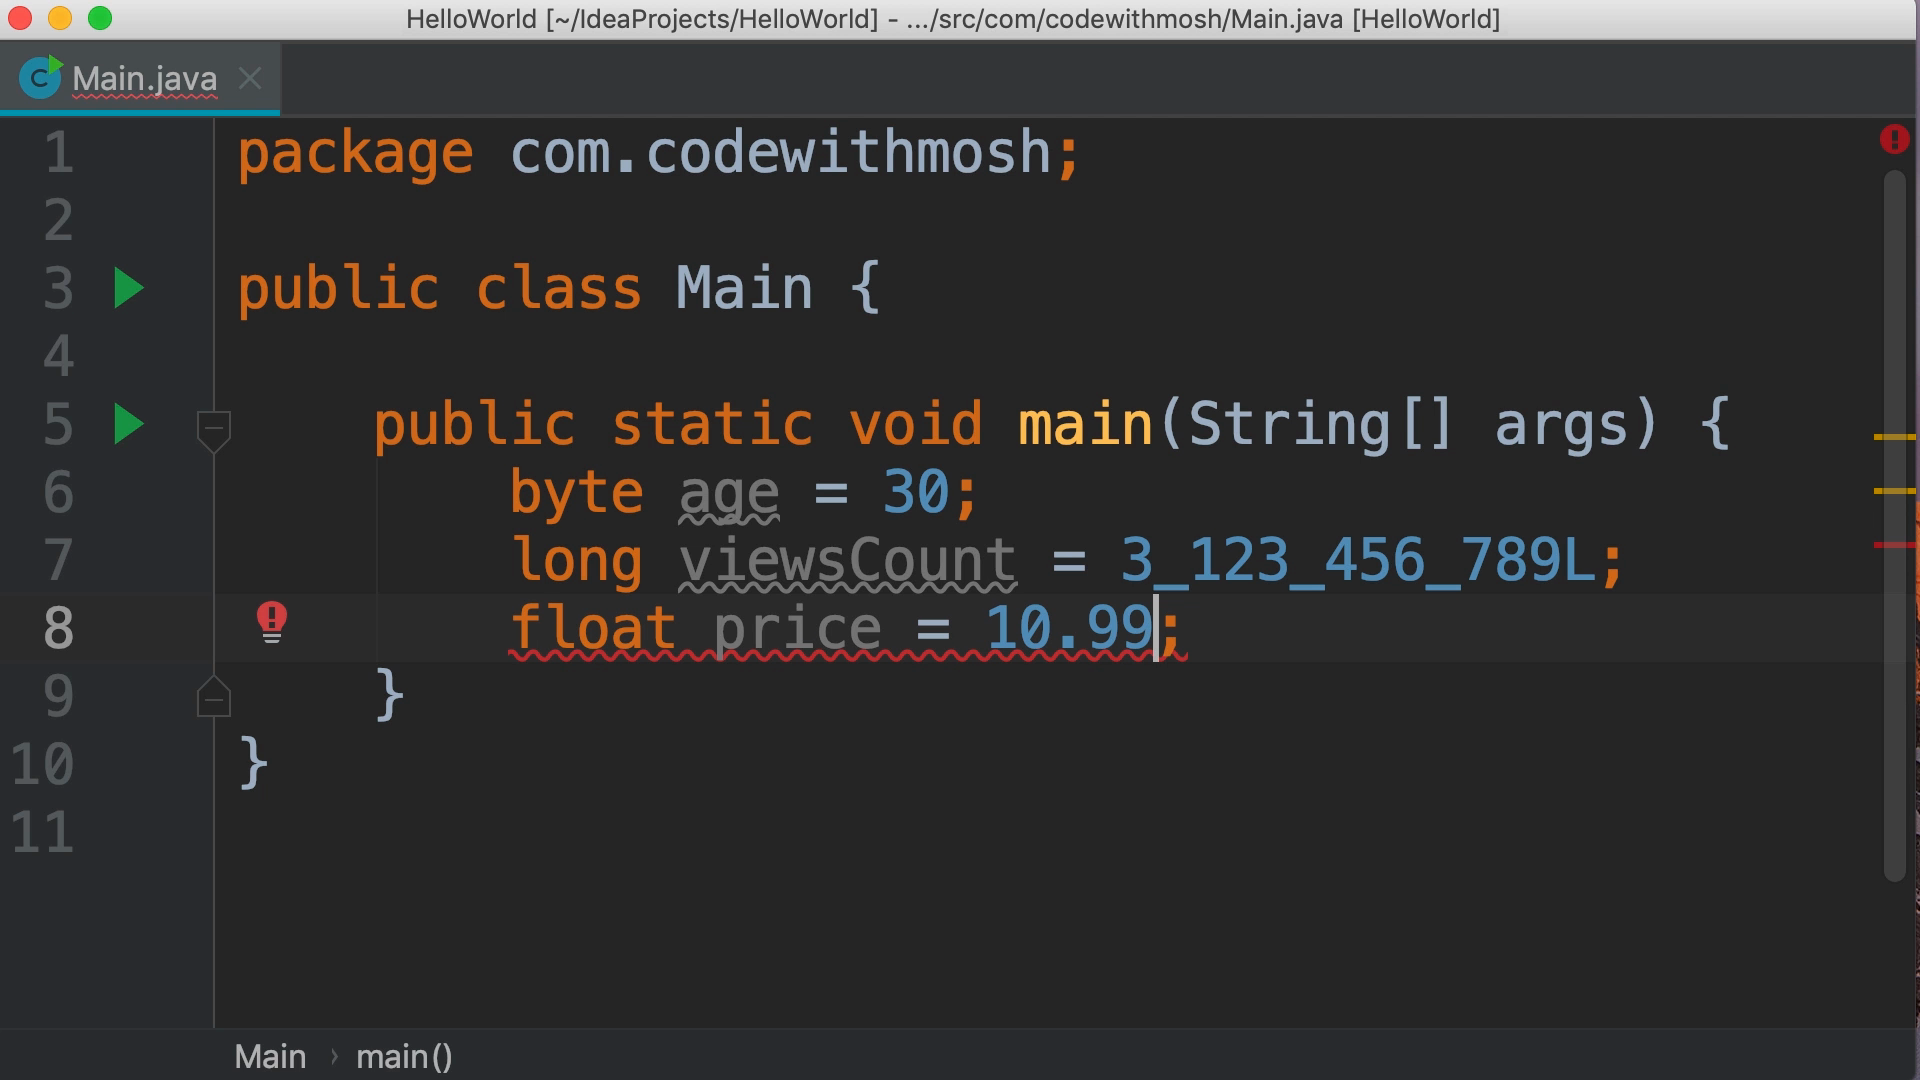 HelloWorld [~/IdeaProjects/HelloWorld] - .../src/com/codewithmosh/Main.java [HelloWorld]
C Main.java
1 package com.codewithmosh;
2
3 public class Main {
4
5     public static void main(String[] args) {
6         byte age = 30;
7         long viewsCount = 3_123_456_789L;
8         float price = 10.99;
9     }
10 }
11
Main › main()